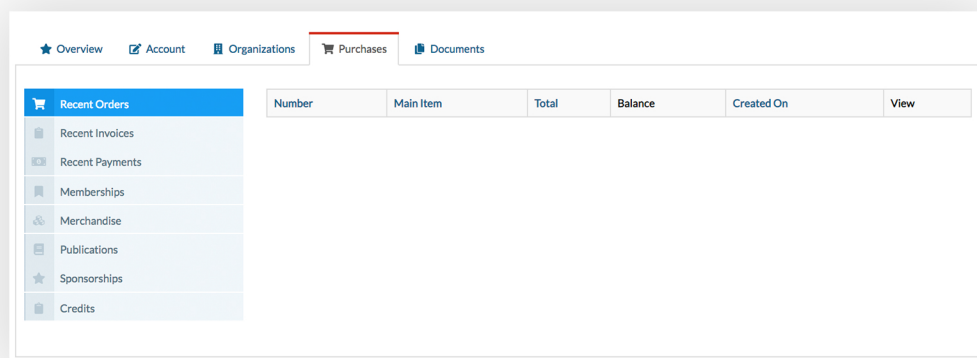 Overview Account Organizations Purchases Documents
Recent Orders
Recent Invoices
Recent Payments
Memberships
Merchandise
Publications
Sponsorships
Credits
Number Main Item Total Balance Created On View